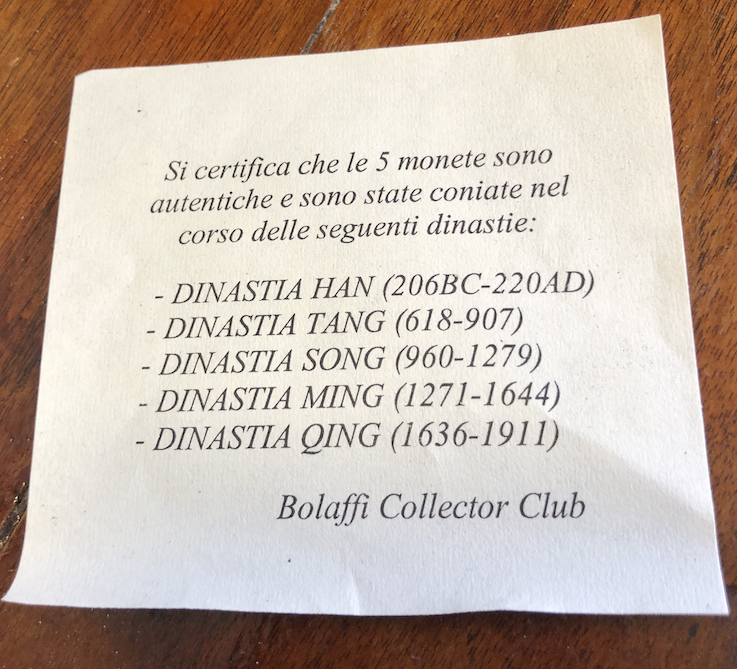 Si certifica che le 5 monete sono
autentiche e sono state coniate nel
corso delle seguenti dinastie:
- DINASTIA HAN (206BC-220AD)
- DINASTIA TANG (618-907)
- DINASTIA SONG (960-1279)
- DINASTIA MING (1271-1644)
- DINASTIA QING (1636-1911)
Bolaffi Collector Club